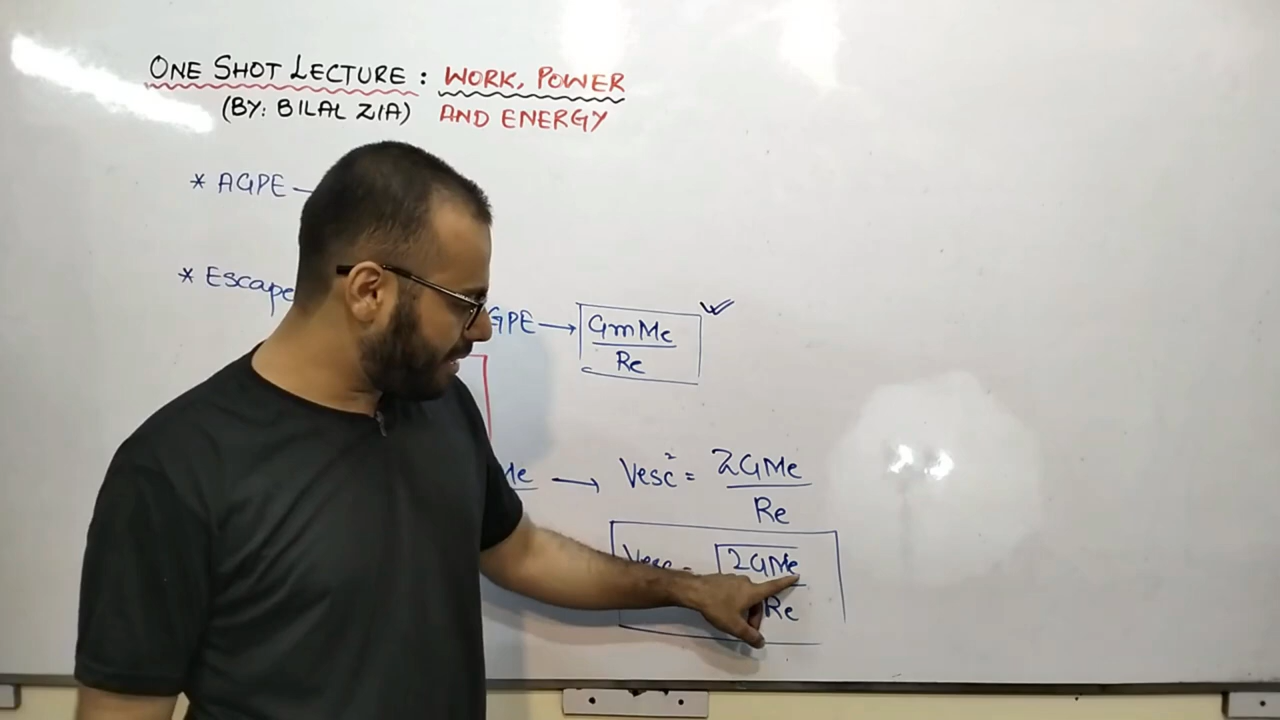 ONE SHOT LECTURE : WORK, POWER
(BY: BILAL ZIA) AND ENERGY
* AGPE
* Escape
GPE → GmMe
Re
Me → Vesc² = 2GMe
Re
Vesc = √2GMe
Re